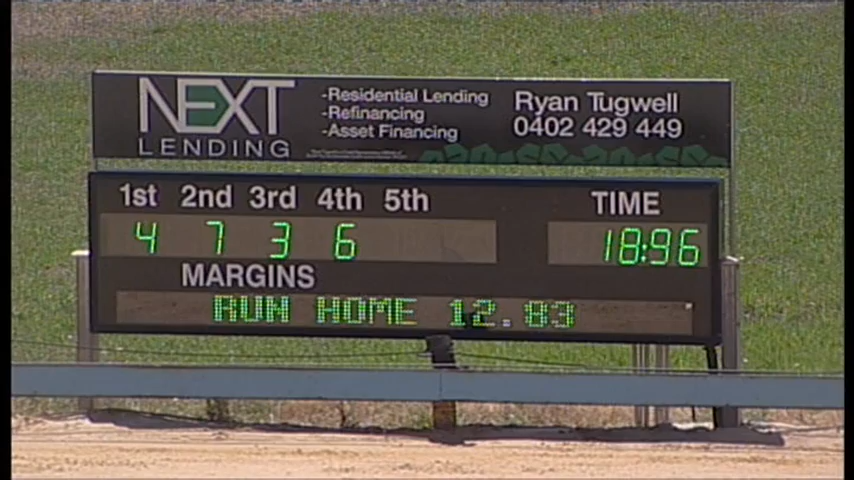 NEXT
LENDING
-Residential Lending
-Refinancing
-Asset Financing
Ryan Tugwell
0402 429 449
1st 2nd 3rd 4th 5th TIME
4 7 3 6 18:96
MARGINS
RUN HOME 12.83